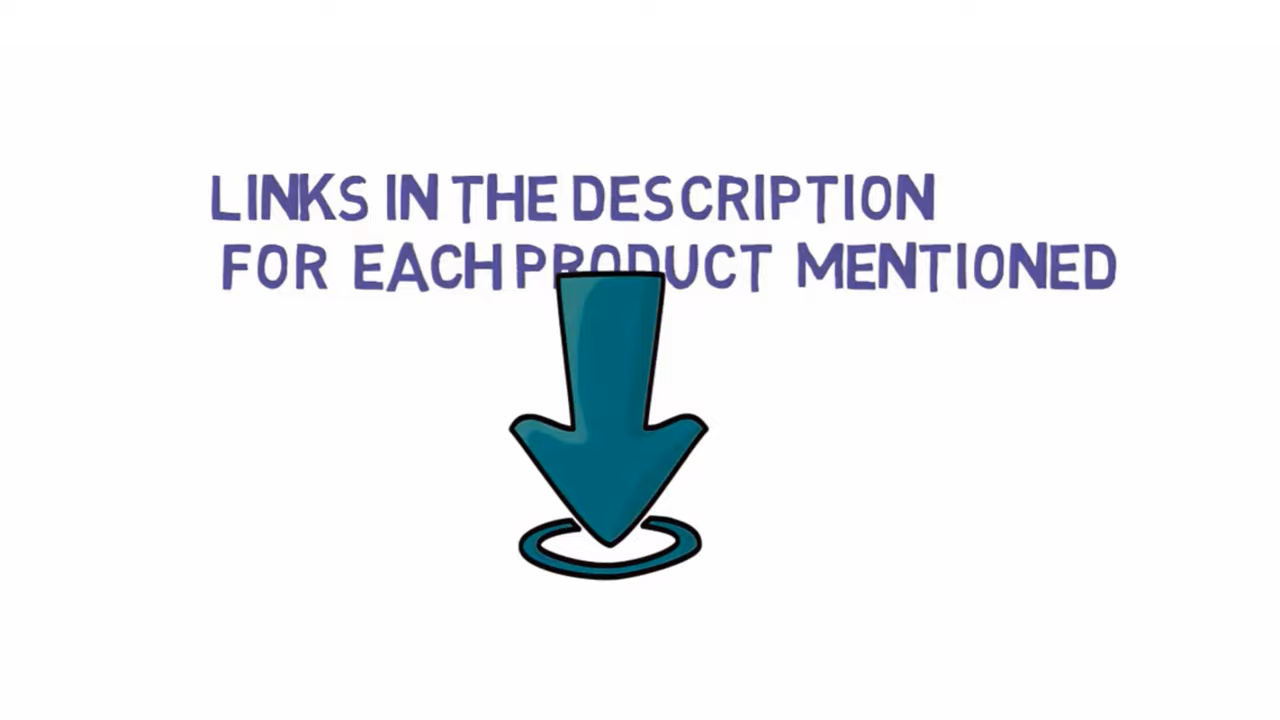 LINKS IN THE DESCRIPTION
FOR EACH PRODUCT MENTIONED